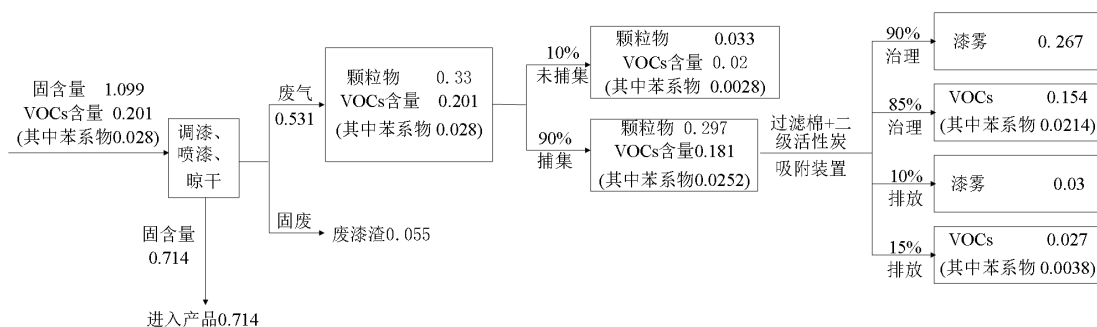 固含量 1.099
VOCs含量 0.201
(其中苯系物0.028)
调漆、
喷漆、
晾干
固含量
0.714
进入产品0.714
废气
0.531
固废
废漆渣0.055
颗粒物 0.33
VOCs含量 0.201
(其中苯系物 0.028)
10%
未捕集
90%
捕集
颗粒物 0.033
VOCs含量 0.02
(其中苯系物 0.0028)
颗粒物 0.297
VOCs含量0.181
(其中苯系物0.0252)
过滤棉+二
级活性炭
吸附装置
90%
治理
漆雾 0.267
85%
治理
VOCs 0.154
(其中苯系物 0.0214)
10%
排放
漆雾 0.03
15%
排放
VOCs 0.027
(其中苯系物 0.0038)